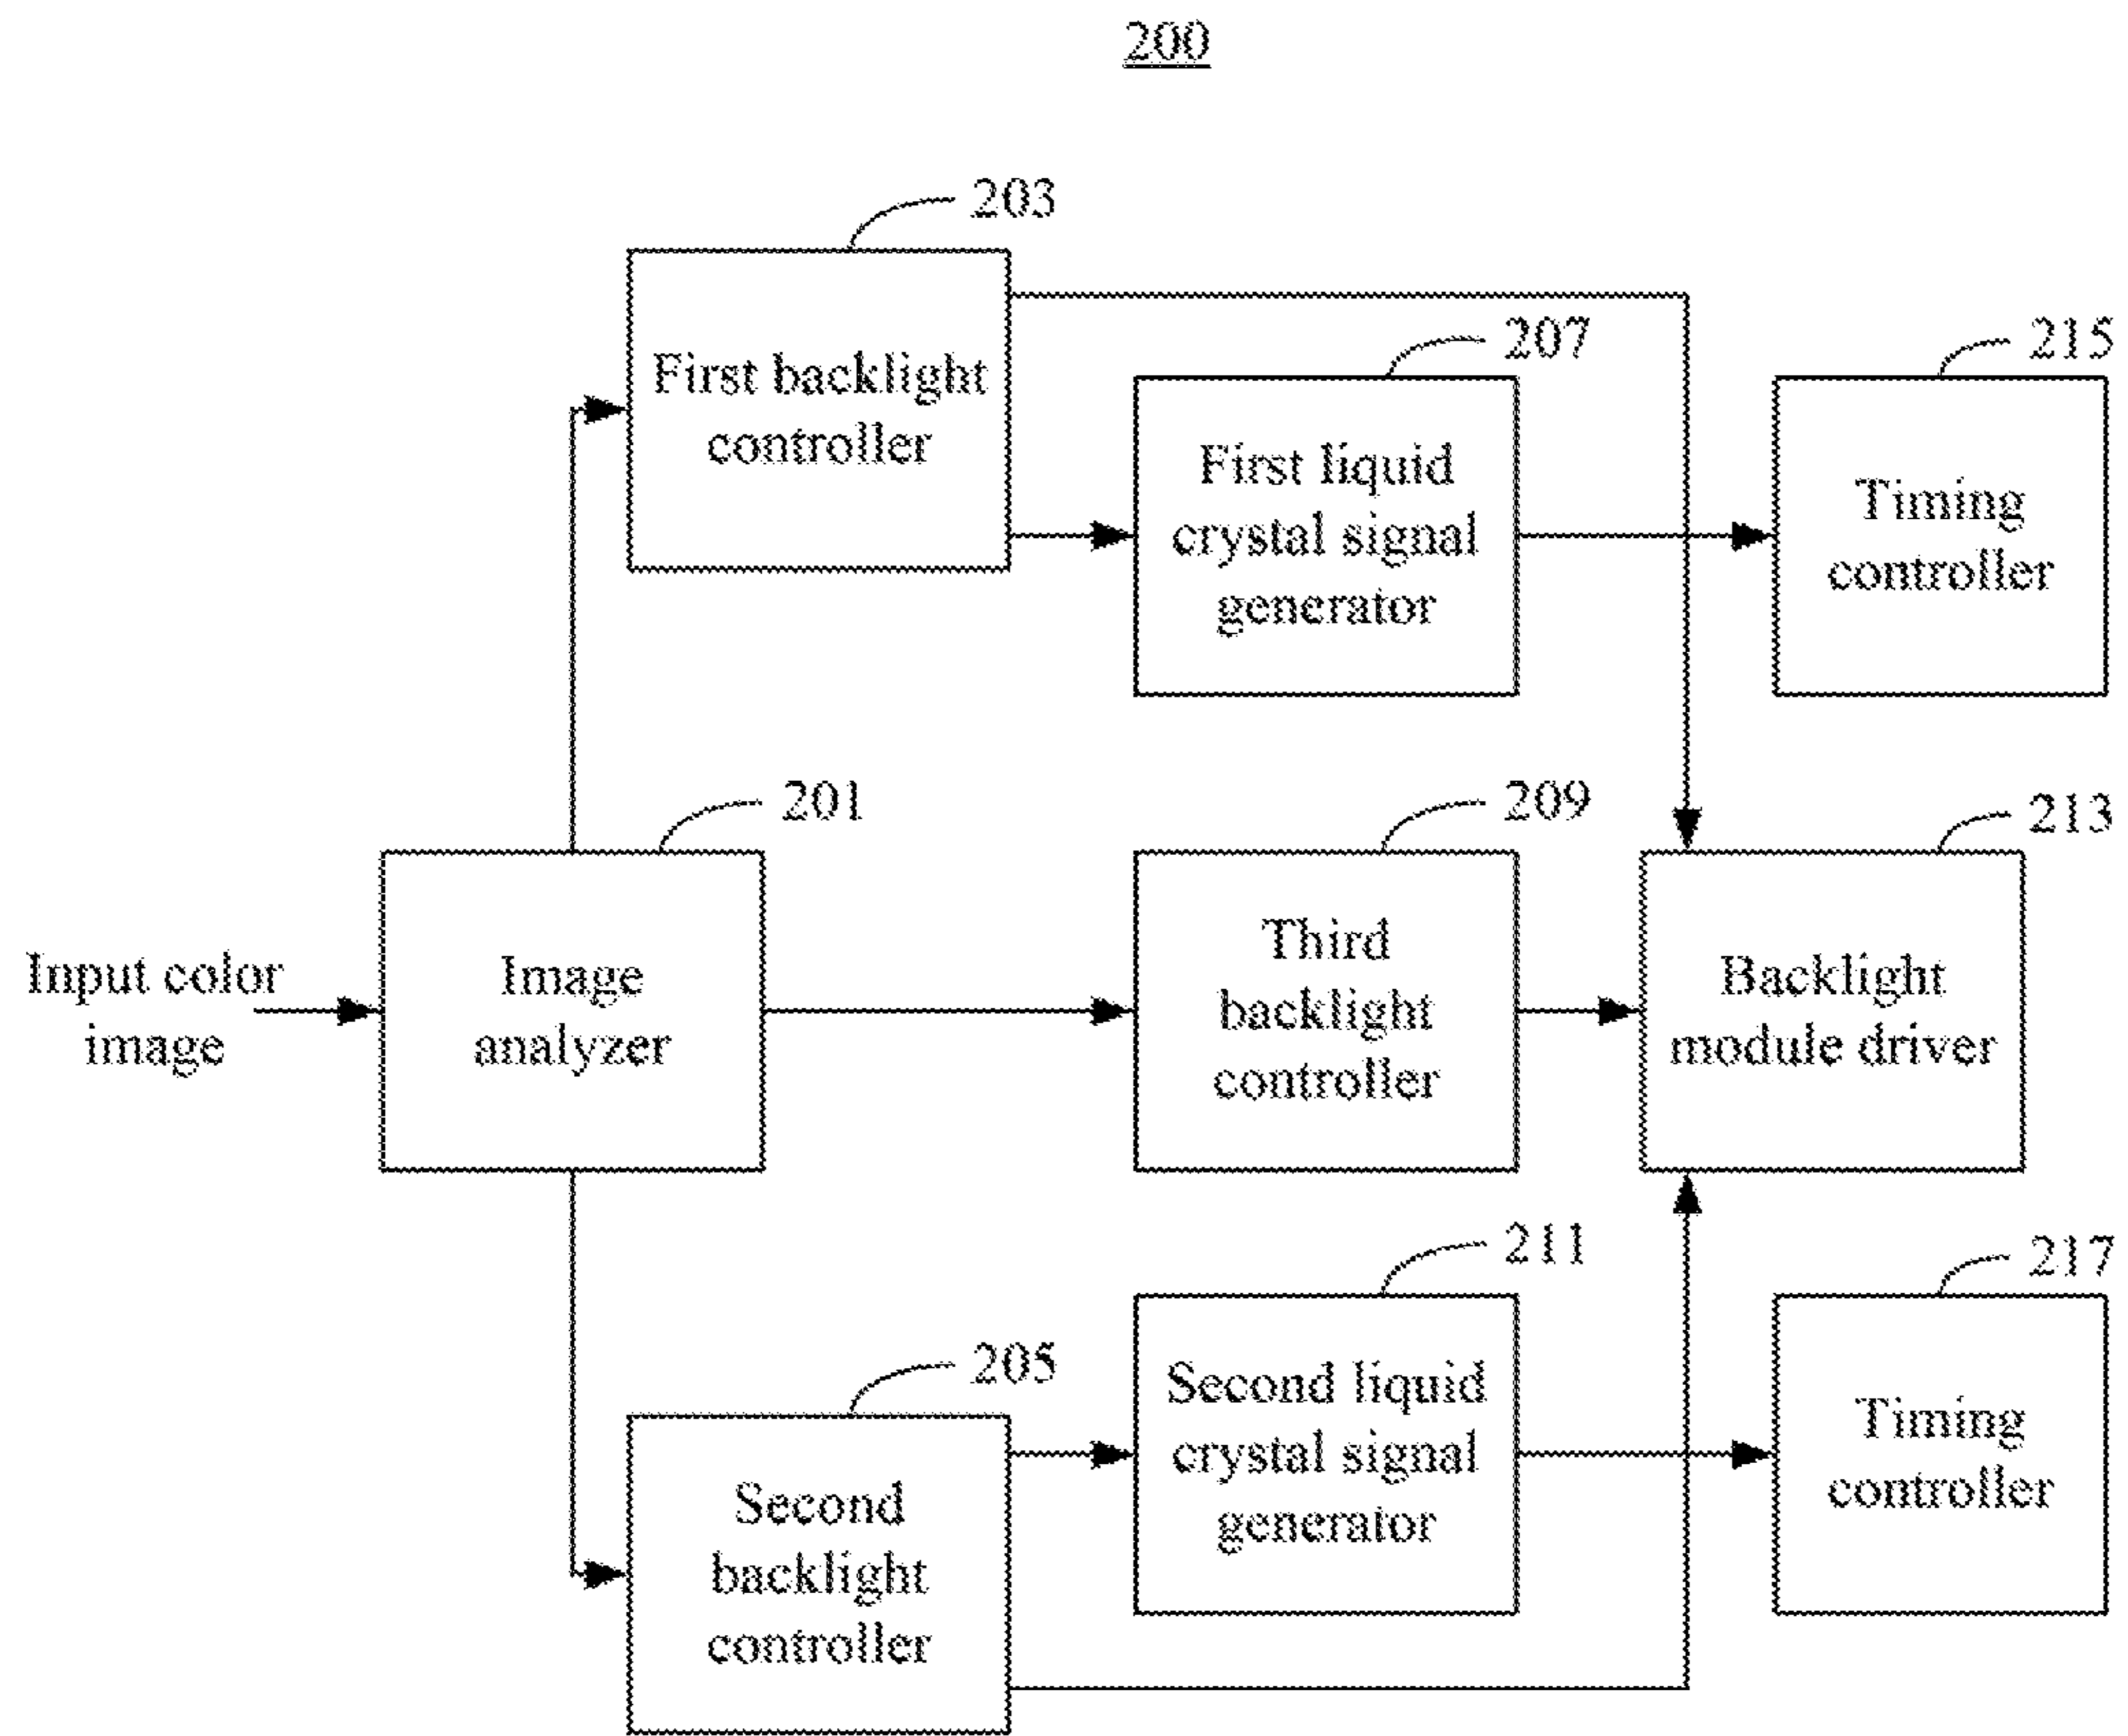 200
203
First backlight
controller
207
First liquid
crystal signal
generator
215
Timing
controller
201
Input color
image
Image
analyzer
209
Third
backlight
controller
213
Backlight
module driver
205
Second
backlight
controller
211
Second liquid
crystal signal
generator
217
Timing
controller